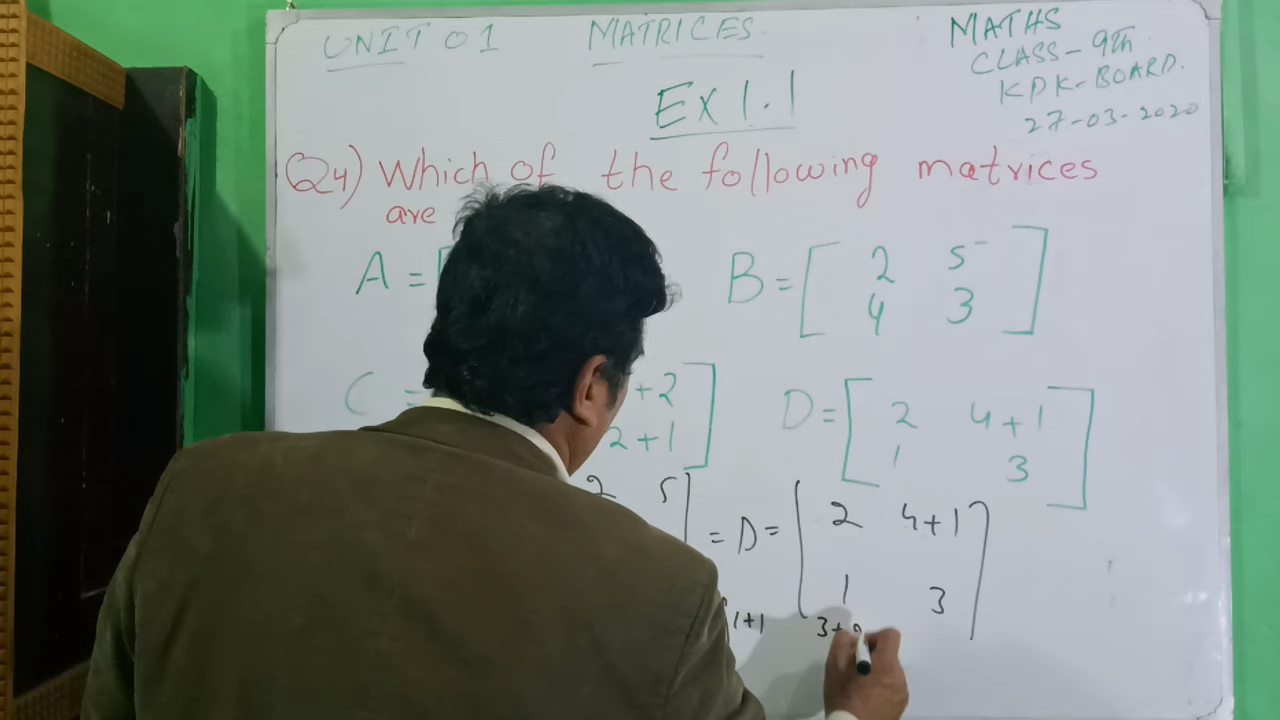 UNIT 01 MATRICES MATHS
CLASS-9Th
KPK-BOARD.
27-03-2020
EX 1.1
Q4) Which of the following matrices
are
A = [ B = [ 2 5
4 3 ]
C = +2
2+1 ] D = [ 2 4+1
1 3 ]
2 5 ] = D = [ 2 4+1
1 3 ]
1+1 3+